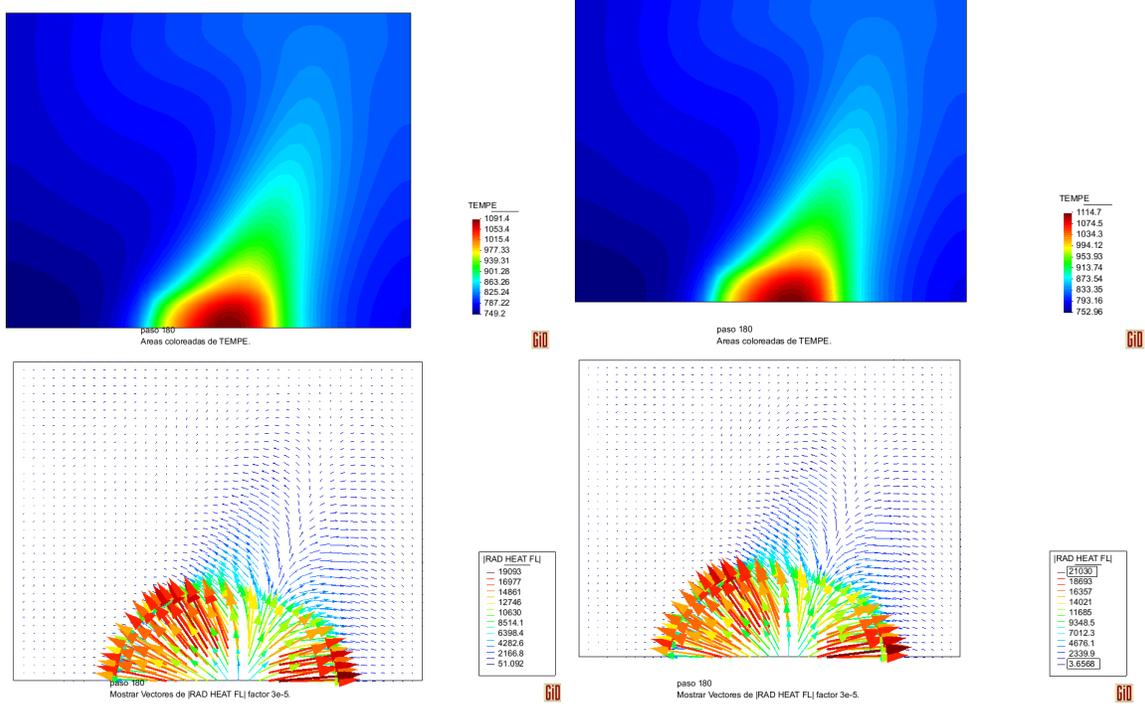 TEMPE
1091.4
1053.4
1015.4
977.33
939.31
901.28
863.26
825.24
787.22
749.2
paso 180
Areas coloreadas de TEMPE.
GiD
TEMPE
1114.7
1074.5
1034.3
994.12
953.93
913.74
873.54
833.35
793.16
752.96
paso 180
Areas coloreadas de TEMPE.
GiD
|RAD HEAT FL|
19093
16977
14861
12746
10630
8514.1
6398.4
4282.6
2166.8
51.092
paso 180
Mostrar Vectores de |RAD HEAT FL| factor 3e-5.
GiD
|RAD HEAT FL|
21030
18693
16357
14021
11685
9348.5
7012.3
4676.1
2339.9
3.6568
paso 180
Mostrar Vectores de |RAD HEAT FL| factor 3e-5.
GiD